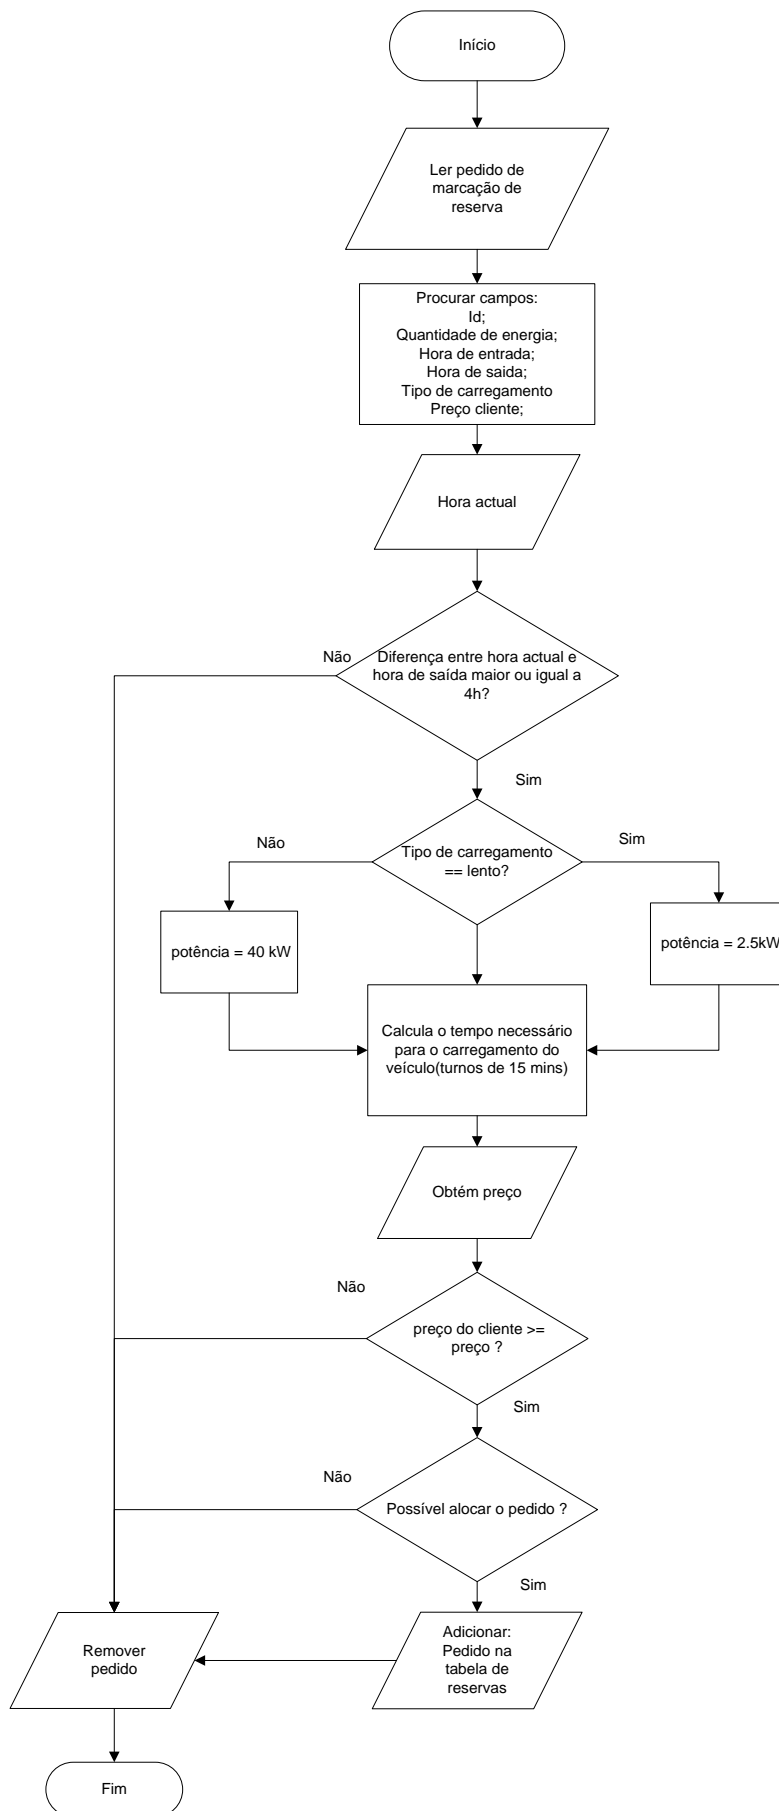 Início
Ler pedido de
marcação de
reserva
Procurar campos:
Id;
Quantidade de energia;
Hora de entrada;
Hora de saida;
Tipo de carregamento
Preço cliente;
Hora actual
Não
Diferença entre hora actual e
hora de saída maior ou igual a
4h?
Sim
Não
Tipo de carregamento
== lento?
Sim
potência = 40 kW
potência = 2.5kW
Calcula o tempo necessário
para o carregamento do
veículo(turnos de 15 mins)
Obtém preço
Não
preço do cliente >=
preço ?
Sim
Não
Possível alocar o pedido ?
Sim
Remover
pedido
Adicionar:
Pedido na
tabela de
reservas
Fim